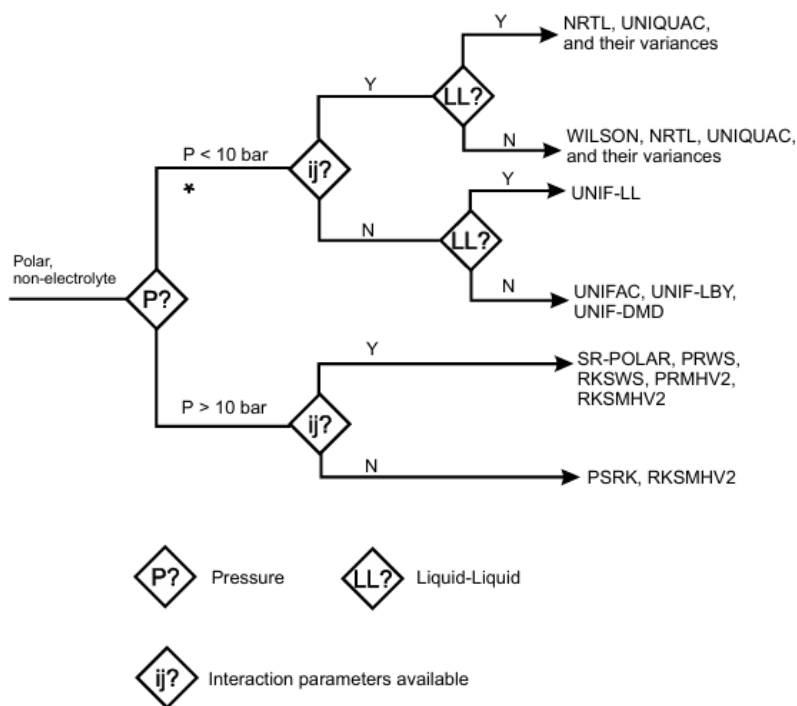 Y
NRTL, UNIQUAC,
and their variances
Y
LL?
P < 10 bar
N
WILSON, NRTL, UNIQUAC,
and their variances
ij?
*
Y
UNIF-LL
N
LL?
Polar,
non-electrolyte
P?
N
UNIFAC, UNIF-LBY,
UNIF-DMD
Y
SR-POLAR, PRWS,
RKSWS, PRMHV2,
RKSMHV2
P > 10 bar
ij?
N
PSRK, RKSMHV2
P?
Pressure
LL?
Liquid-Liquid
ij?
Interaction parameters available